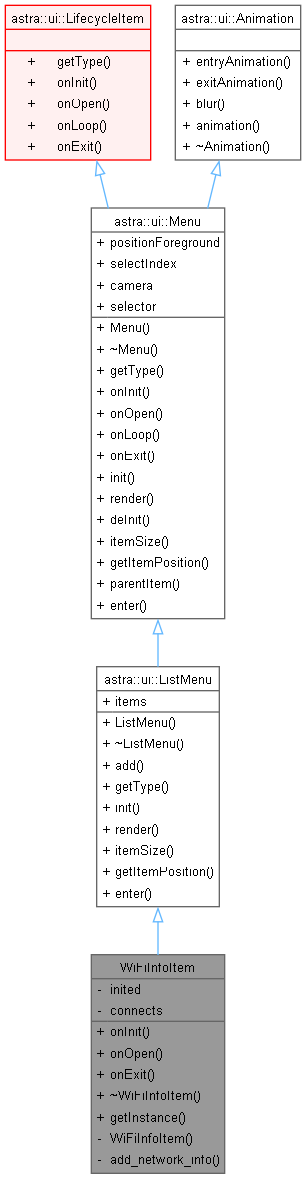 astra::ui::LifecycleItem
+ getType()
+ onInit()
+ onOpen()
+ onLoop()
+ onExit()
astra::ui::Animation
+ entryAnimation()
+ exitAnimation()
+ blur()
+ animation()
+ ~Animation()
astra::ui::Menu
+ positionForeground
+ selectIndex
+ camera
+ selector
+ Menu()
+ ~Menu()
+ getType()
+ onInit()
+ onOpen()
+ onLoop()
+ onExit()
+ init()
+ render()
+ deInit()
+ itemSize()
+ getItemPosition()
+ parentItem()
+ enter()
astra::ui::ListMenu
+ items
+ ListMenu()
+ ~ListMenu()
+ add()
+ getType()
+ init()
+ render()
+ itemSize()
+ getItemPosition()
+ enter()
WiFiInfoItem
- inited
- connects
+ onInit()
+ onOpen()
+ onExit()
+ ~WiFiInfoItem()
+ getInstance()
- WiFiInfoItem()
- add_network_info()